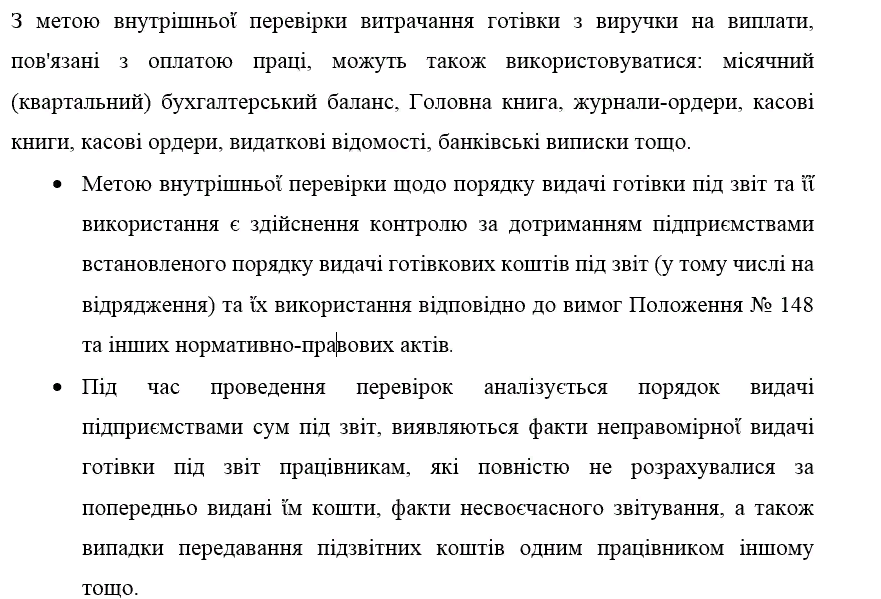 З метою внутрішньої перевірки витрачання готівки з виручки на виплати,
пов'язані з оплатою праці, можуть також використовуватися: місячний
(квартальний) бухгалтерський баланс, Головна книга, журнали-ордери, касові
книги, касові ордери, видаткові відомості, банківські виписки тощо.
• Метою внутрішньої перевірки щодо порядку видачі готівки під звіт та її
використання є здійснення контролю за дотриманням підприємствами
встановленого порядку видачі готівкових коштів під звіт (у тому числі на
відрядження) та їх використання відповідно до вимог Положення № 148
та інших нормативно-правових актів.
• Під час проведення перевірок аналізується порядок видачі
підприємствами сум під звіт, виявляються факти неправомірної видачі
готівки під звіт працівникам, які повністю не розрахувалися за
попередньо видані їм кошти, факти несвоєчасного звітування, а також
випадки передавання підзвітних коштів одним працівником іншому
тощо.